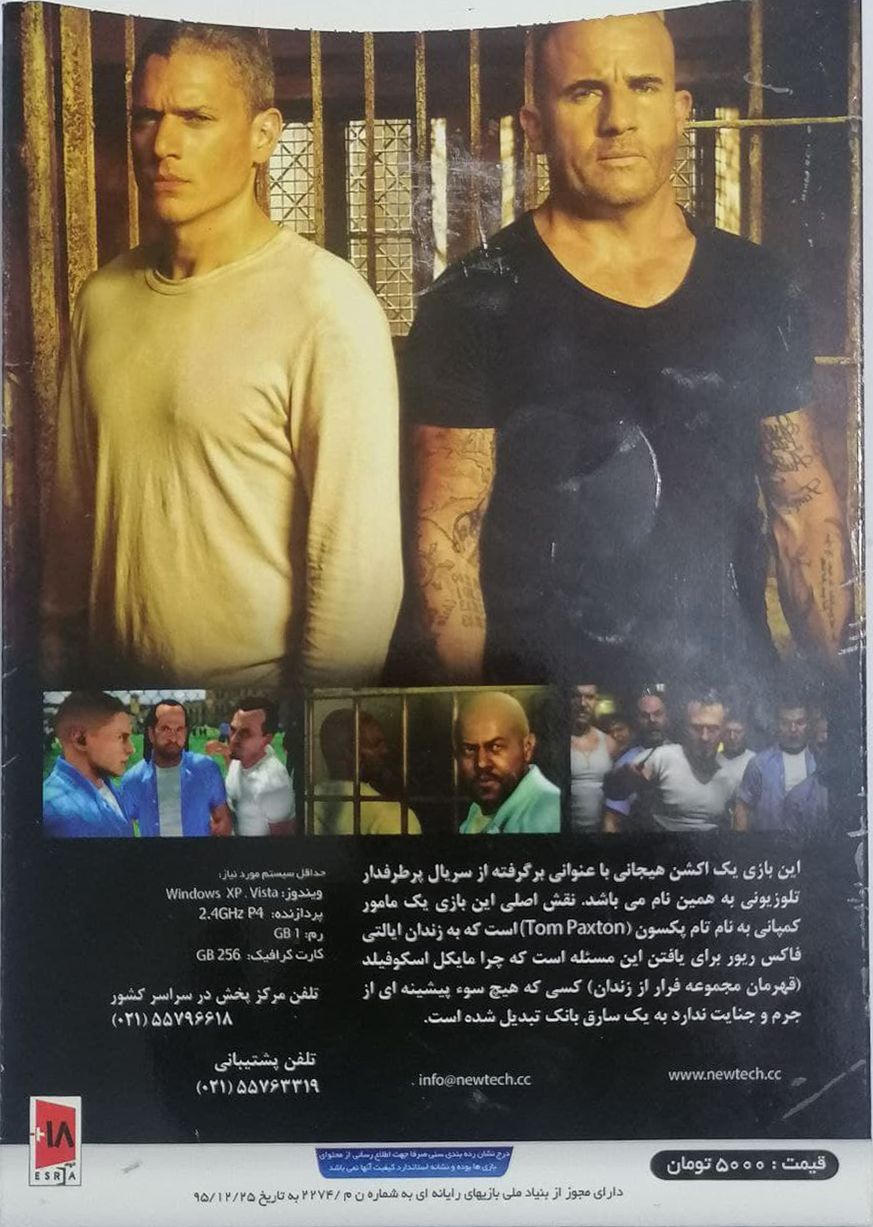 این بازی یک اکشن هیجانی با عنوانی برگرفته از سریال پرطرفدار
تلوزیونی به همین نام می باشد. نقش اصلی این بازی یک مامور
کمپانی به نام تام پکستون (Tom Paxton) است که به زندان ایالتی
فاکس ریور برای یافتن این مسئله است که چرا مایکل اسکوفیلد
(قهرمان مجموعه فرار از زندان) کسی که هیچ سوء پیشینه ای از
جرم و جنایت ندارد به یک سارق بانک تبدیل شده است.
www.newtech.cc
info@newtech.cc
حداقل سیستم مورد نیاز:
ویندوز: Windows XP . Vista
پردازنده: 2.4GHz P4
رم: 1 GB
کارت گرافیک: 256 GB
تلفن مرکز پخش در سراسر کشور
۵۵۷۹۶۶۱۸ (۰۲۱)
تلفن پشتیبانی
۵۵۷۶۳۳۱۹ (۰۲۱)
+۱۸
ESRA
درج نشان رده بندی سنی صرفا جهت اطلاع رسانی از محتوای
بازی ها بوده و نشانه استاندارد کیفیت آنها نمی باشد
قیمت : ۵۰۰۰ تومان
دارای مجوز از بنیاد ملی بازیهای رایانه ای به شماره ن م /۲۲۷۴ به تاریخ ۹۵/۱۲/۲۵